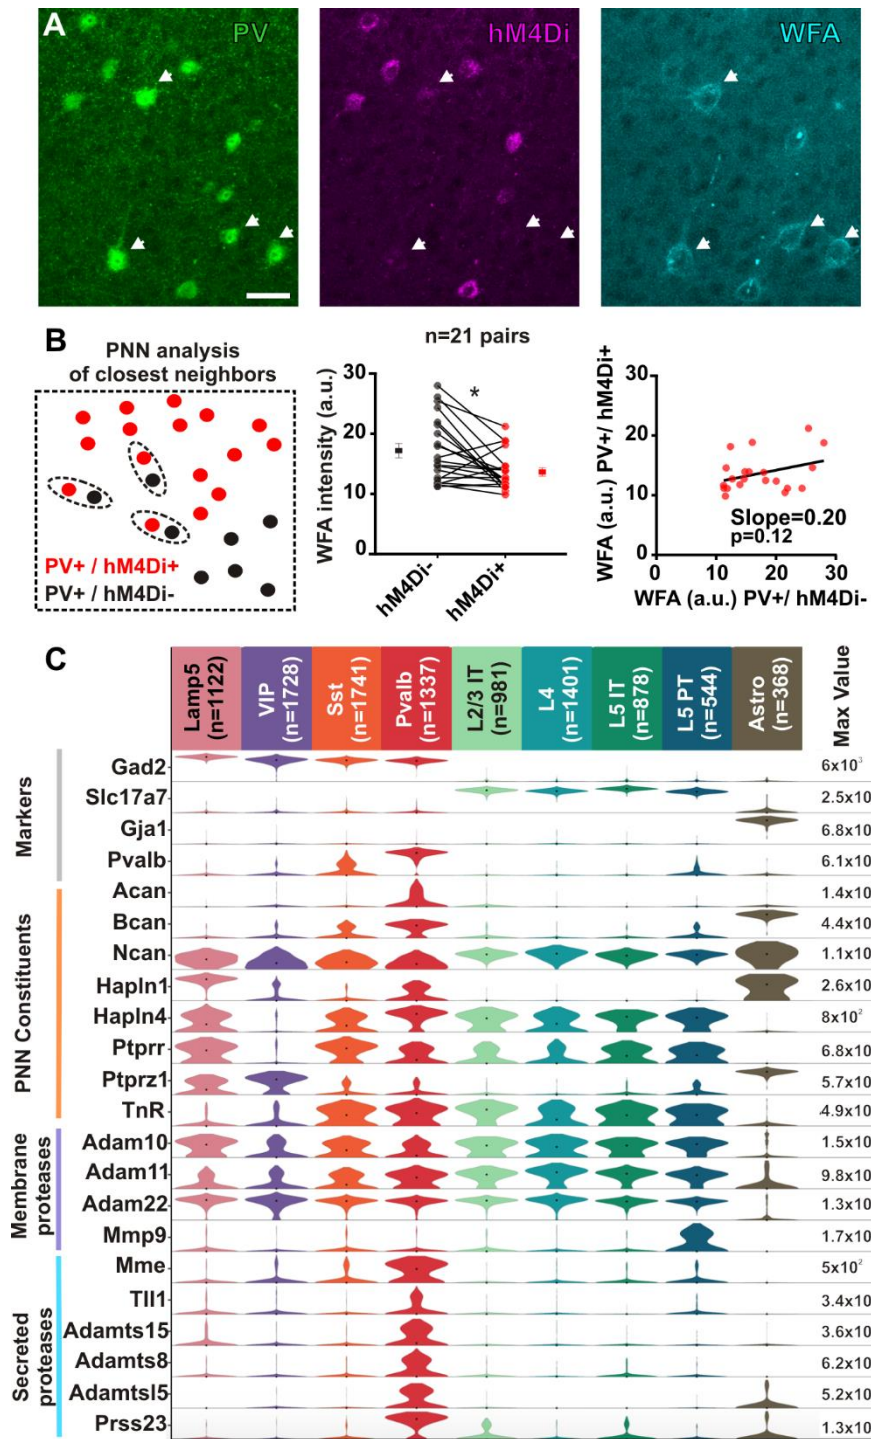 A
PV
hM4Di
WFA
B
PNN analysis
of closest neighbors
PV+ / hM4Di+
PV+ / hM4Di-
n=21 pairs
WFA intensity (a.u.)
30
20
10
0
*
hM4Di-
hM4Di+
WFA (a.u.) PV+/ hM4Di+
30
20
10
0
Slope=0.20
p=0.12
0
10
20
30
WFA (a.u.) PV+/ hM4Di-
C
Lamp5
(n=1122)
VIP
(n=1728)
Sst
(n=1741)
Pvalb
(n=1337)
L2/3 IT
(n=981)
L4
(n=1401)
L5 IT
(n=878)
L5 PT
(n=544)
Astro
(n=368)
Max Value
Markers
Gad2 6x10³
Slc17a7 2.5x10
Gja1 6.8x10
Pvalb 6.1x10
PNN Constituents
Acan 1.4x10
Bcan 4.4x10
Ncan 1.1x10
Hapln1 2.6x10
Hapln4 8x10²
Ptprr 6.8x10
Ptprz1 5.7x10
TnR 4.9x10
Membrane
proteases
Adam10 1.5x10
Adam11 9.8x10
Adam22 1.3x10
Mmp9 1.7x10
Secreted
proteases
Mme 5x10²
Tll1 3.4x10
Adamts15 3.6x10
Adamts8 6.2x10
Adamtsl5 5.2x10
Prss23 1.3x10